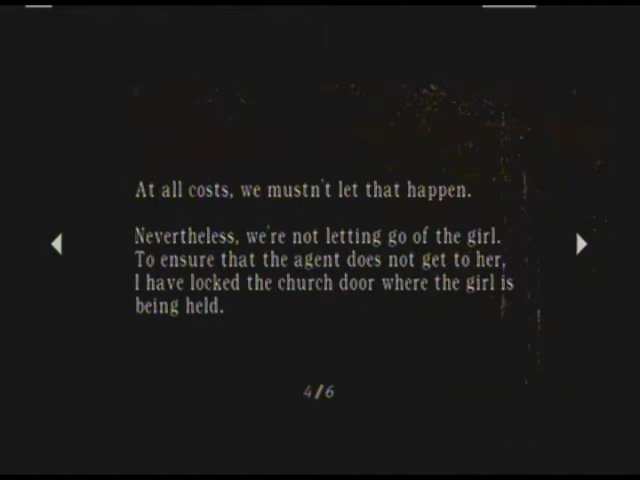 At all costs, we mustn't let that happen.
Nevertheless, we're not letting go of the girl.
To ensure that the agent does not get to her,
I have locked the church door where the girl is
being held.
4/6